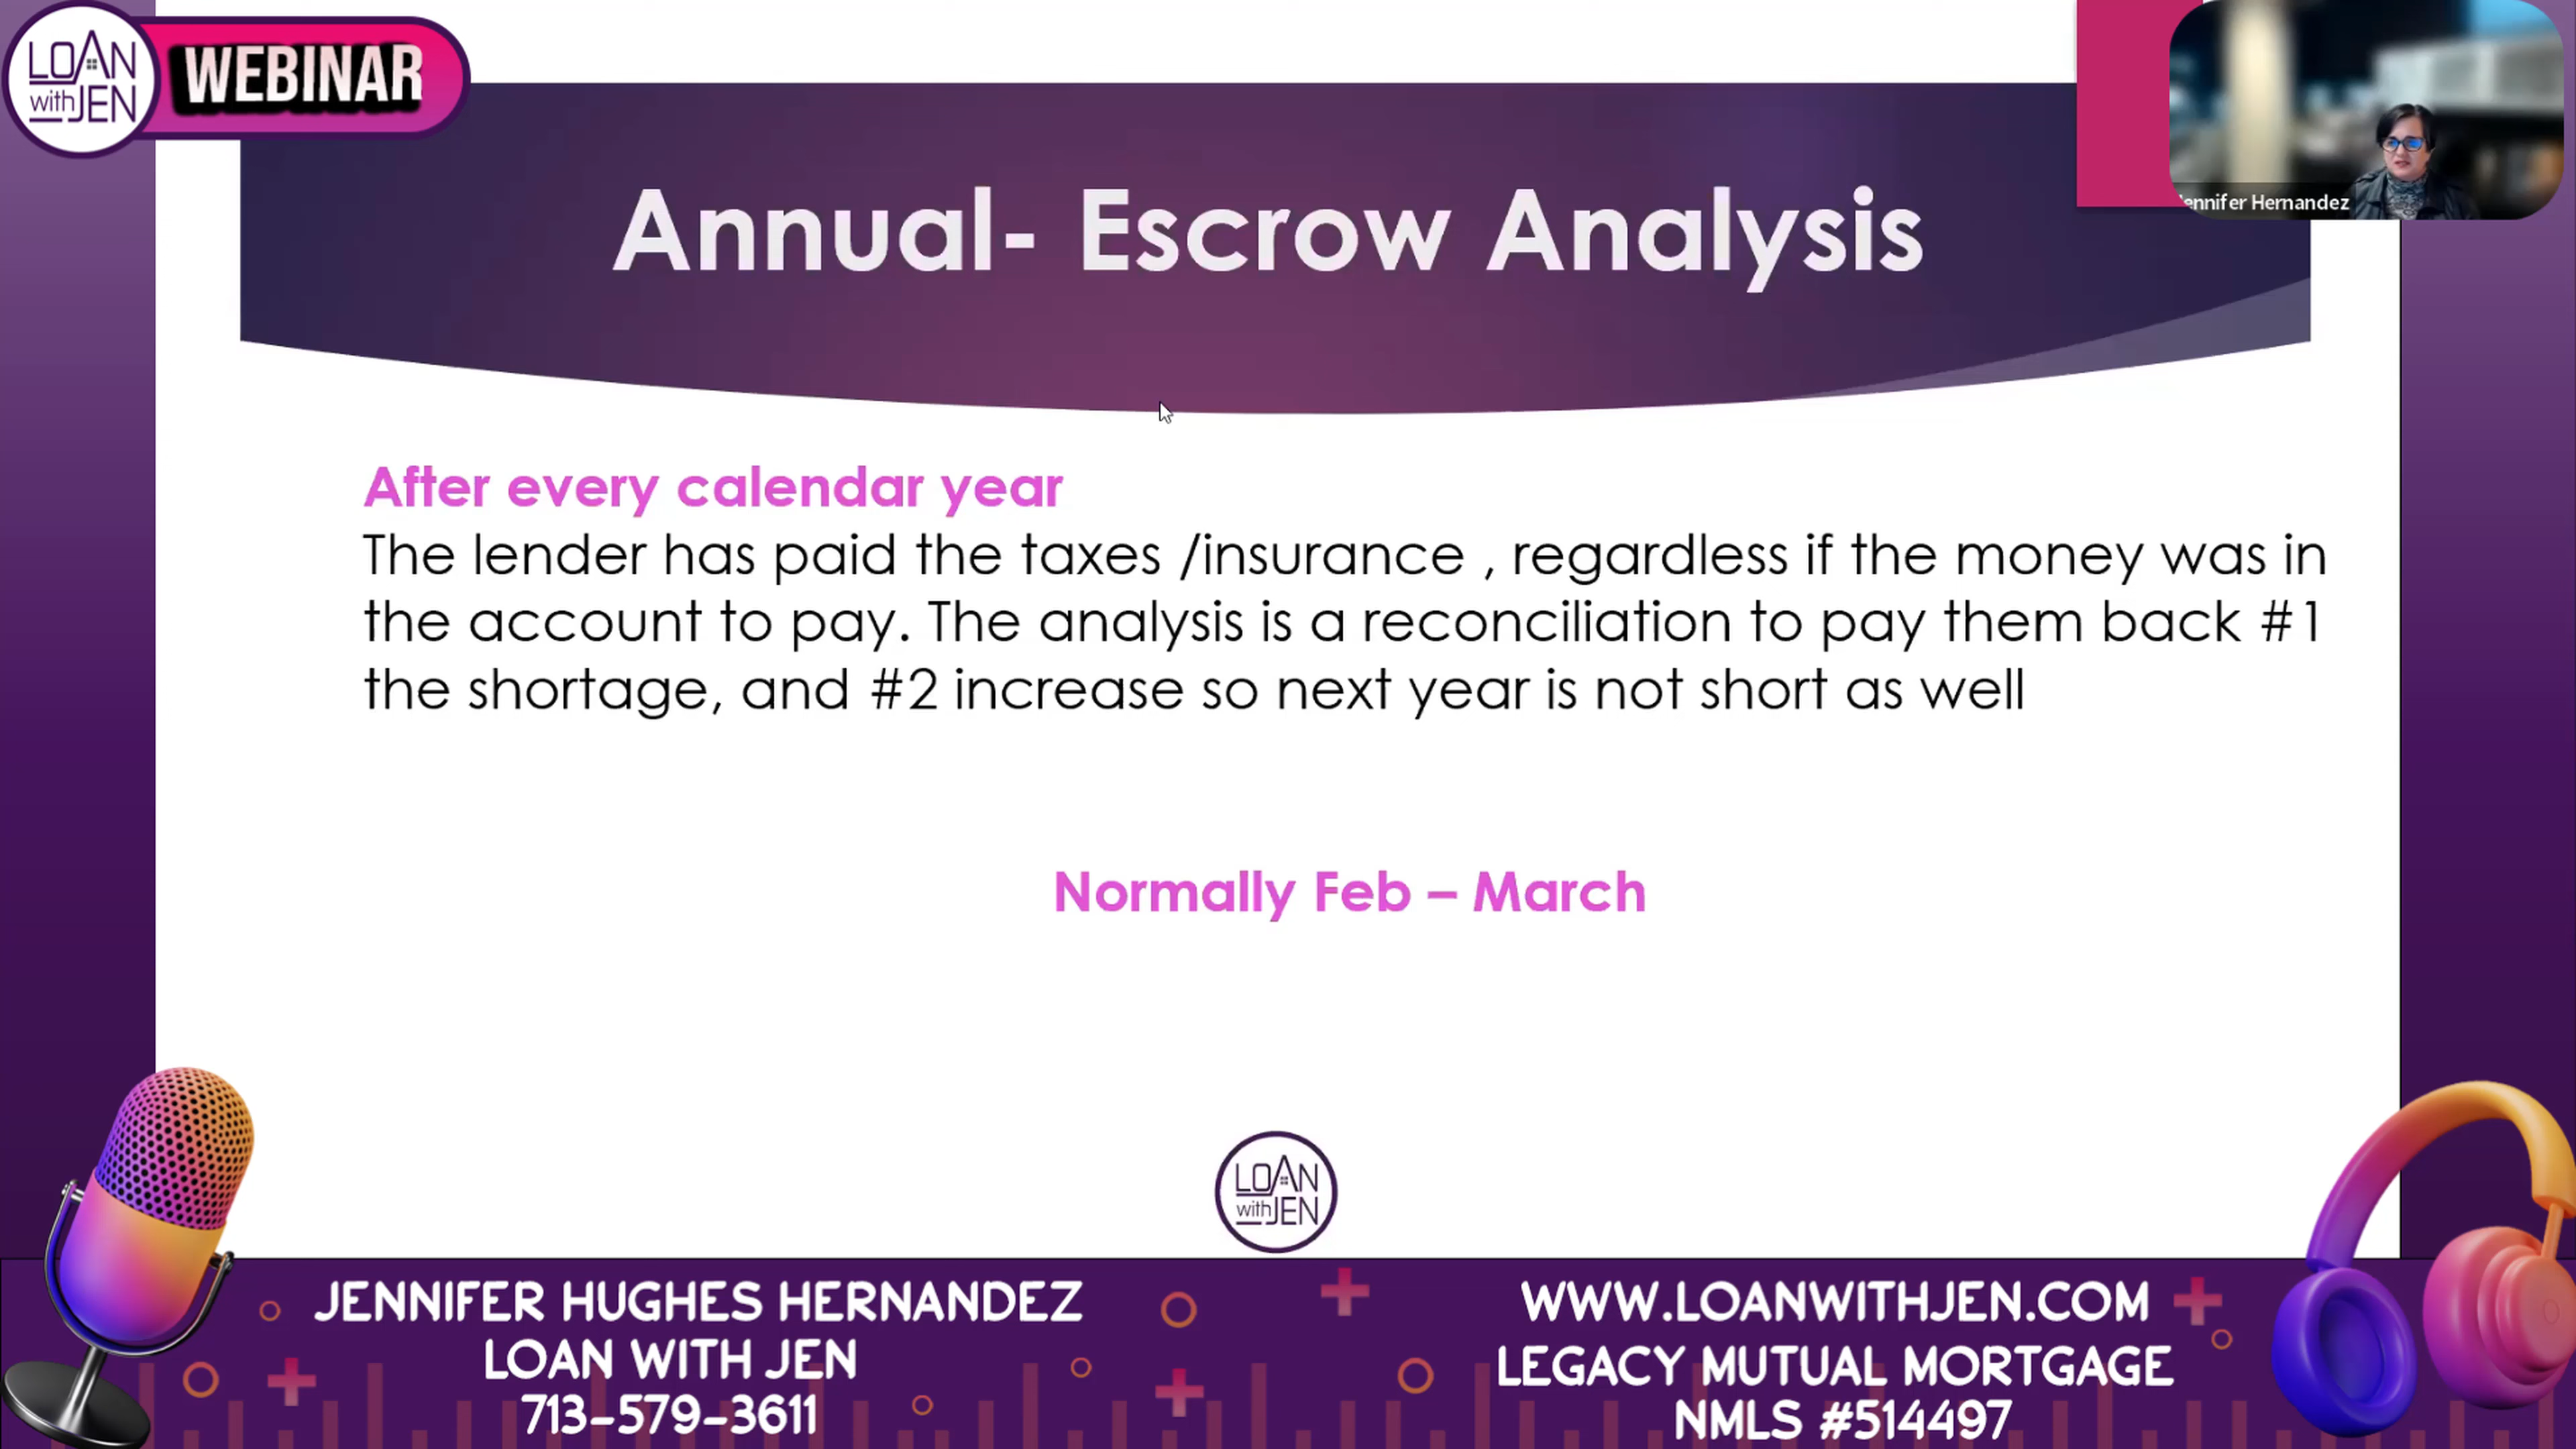 LOAN
with JEN
WEBINAR
ennifer Hernandez
Annual- Escrow Analysis
After every calendar year
The lender has paid the taxes /insurance , regardless if the money was in
the account to pay. The analysis is a reconciliation to pay them back #1
the shortage, and #2 increase so next year is not short as well
Normally Feb – March
LOAN
with JEN
JENNIFER HUGHES HERNANDEZ
LOAN WITH JEN
713-579-3611
WWW.LOANWITHJEN.COM
LEGACY MUTUAL MORTGAGE
NMLS #514497